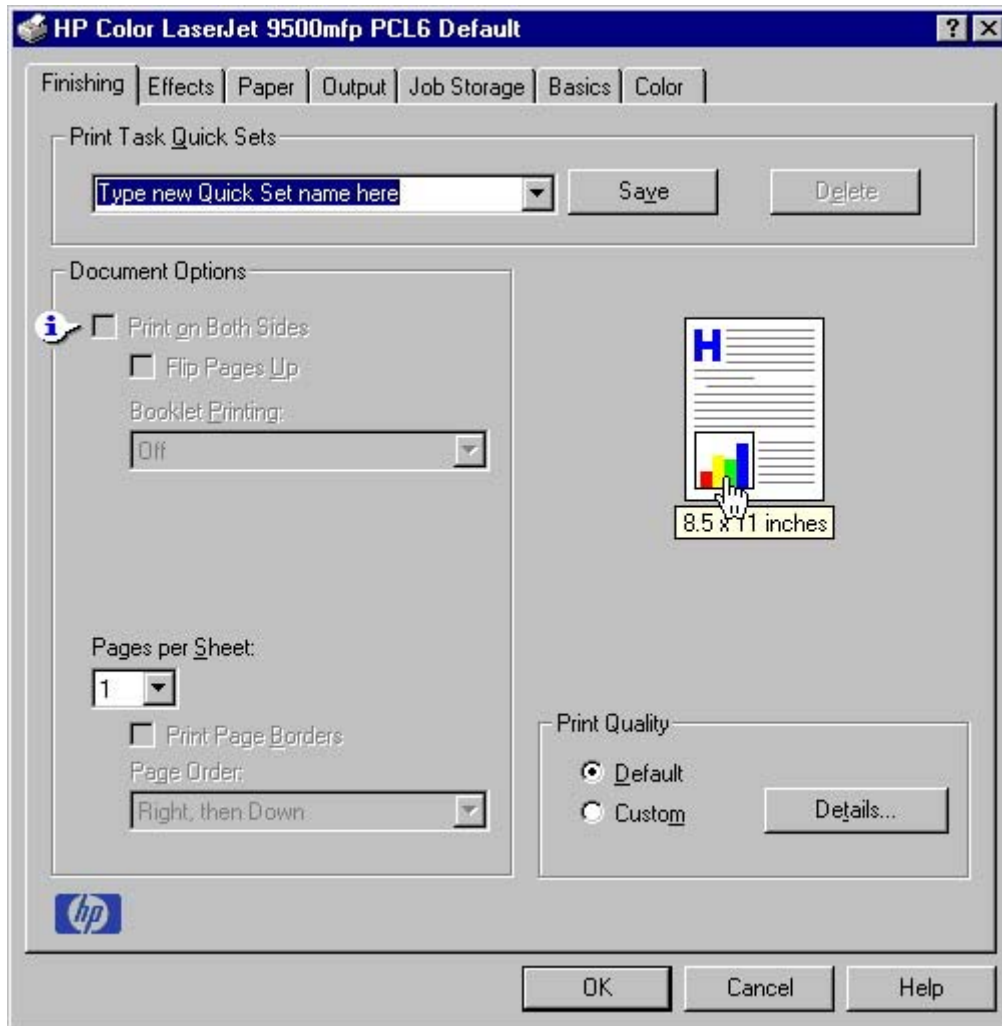 HP Color LaserJet 9500mfp PCL6 Default
Finishing Effects Paper Output Job Storage Basics Color
Print Task Quick Sets
Type new Quick Set name here Save Delete
Document Options
Print on Both Sides
Flip Pages Up
Booklet Printing:
Off
H
8.5 x 11 inches
Pages per Sheet:
1
Print Page Borders
Page Order:
Right, then Down
Print Quality
Default
Custom
Details...
hp
OK Cancel Help